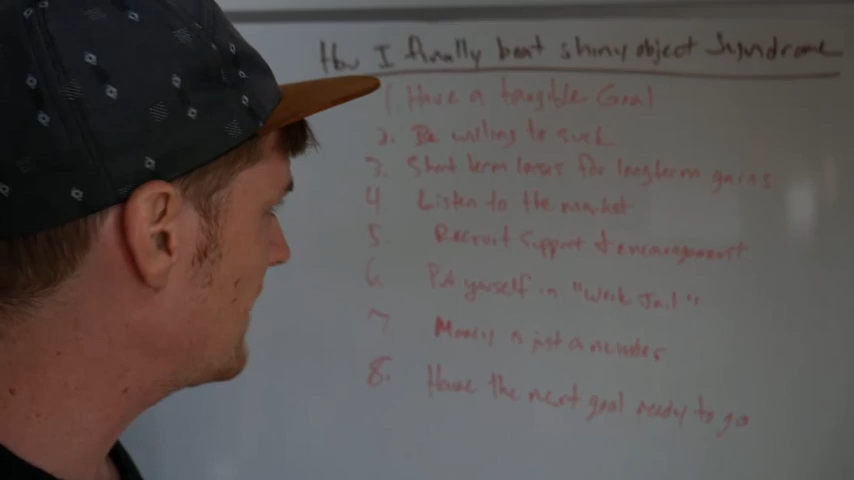 How I finally beat shiny object Syndrome
1. Have a tangible Goal
2. Be willing to suck
3. Short term losses for longterm gains
4 Listen to the market
5 Recruit support & encouragement
6. Put yourself in "Work Jail"
7. Money is just a number
8. Have the next goal ready to go